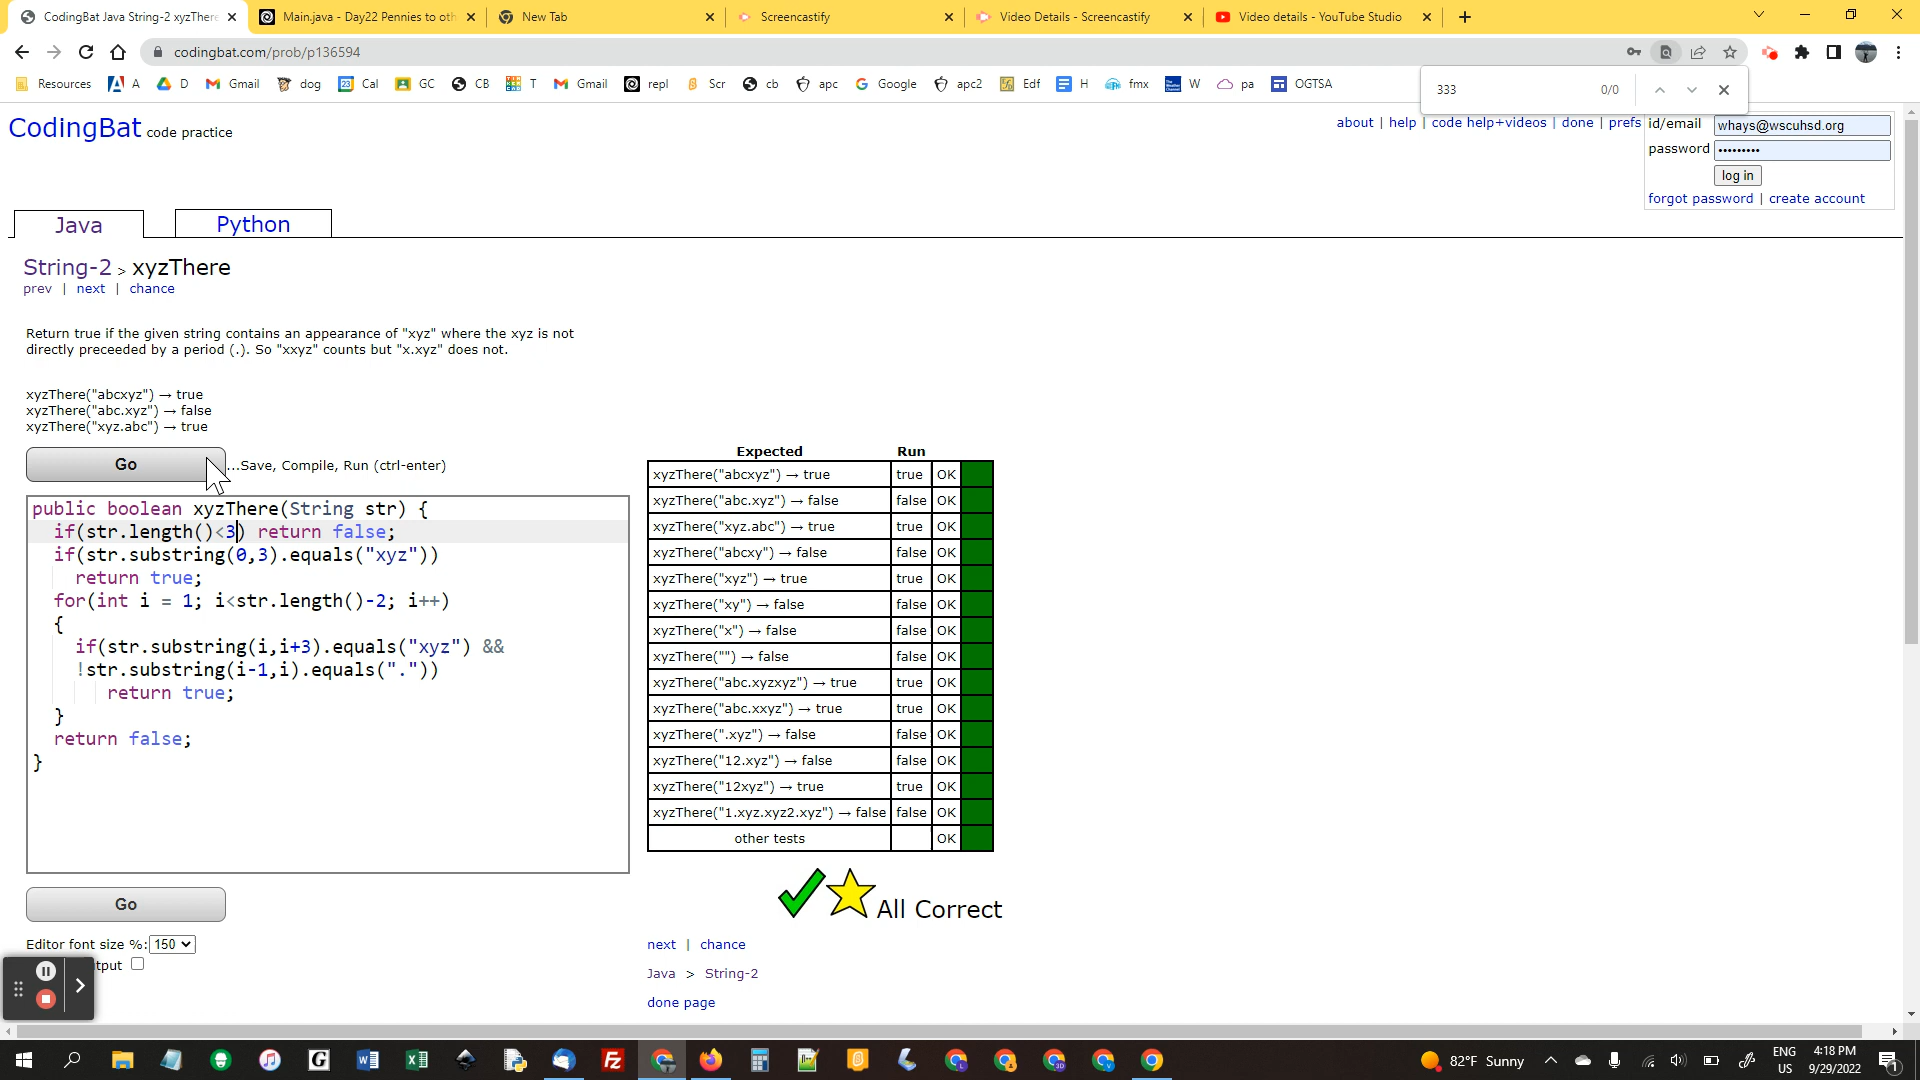 CodingBat Java String-2 xyzThere
Main.java - Day22 Pennies to oth
New Tab
Screencastify
Video Details - Screencastify
Video details - YouTube Studio
codingbat.com/prob/p136594
Resources A D Gmail dog Cal GC CB T Gmail repl Scr cb apc Google apc2 Edf H fmx W pa OGTSA
333 0/0
CodingBat code practice
about | help | code help+videos | done | prefs
id/email whays@wscuhsd.org
password •••••••••
log in
forgot password | create account
Java
Python
String-2 > xyzThere
prev | next | chance
Return true if the given string contains an appearance of "xyz" where the xyz is not
directly preceeded by a period (.). So "xxyz" counts but "x.xyz" does not.
xyzThere("abcxyz") → true
xyzThere("abc.xyz") → false
xyzThere("xyz.abc") → true
Go
...Save, Compile, Run (ctrl-enter)
public boolean xyzThere(String str) {
if(str.length()<3) return false;
if(str.substring(0,3).equals("xyz"))
return true;
for(int i = 1; i<str.length()-2; i++)
{
if(str.substring(i,i+3).equals("xyz") &&
!str.substring(i-1,i).equals("."))
return true;
}
return false;
}
Go
Editor font size %: 150
tput
Expected Run
xyzThere("abcxyz") → true true OK
xyzThere("abc.xyz") → false false OK
xyzThere("xyz.abc") → true true OK
xyzThere("abcxy") → false false OK
xyzThere("xyz") → true true OK
xyzThere("xy") → false false OK
xyzThere("x") → false false OK
xyzThere("") → false false OK
xyzThere("abc.xyzxyz") → true true OK
xyzThere("abc.xxyz") → true true OK
xyzThere(".xyz") → false false OK
xyzThere("12.xyz") → false false OK
xyzThere("12xyz") → true true OK
xyzThere("1.xyz.xyz2.xyz") → false false OK
other tests OK
All Correct
next | chance
Java > String-2
done page
82°F Sunny
ENG
US
4:18 PM
9/29/2022
1